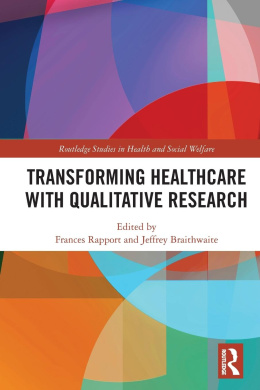 Routledge Studies in Health and Social Welfare
TRANSFORMING HEALTHCARE
WITH QUALITATIVE RESEARCH
Edited by
Frances Rapport and Jeffrey Braithwaite
R
ROUTLEDGE